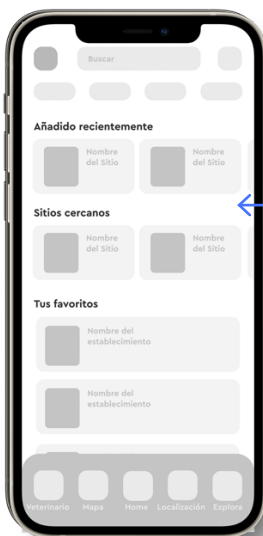 Buscar
Añadido recientemente
Nombre del Sitio
Nombre del Sitio
Sitios cercanos
Nombre del Sitio
Nombre del Sitio
Tus favoritos
Nombre del
establecimiento
Nombre del
establecimiento
Veterinario Mapa Home Localización Explora